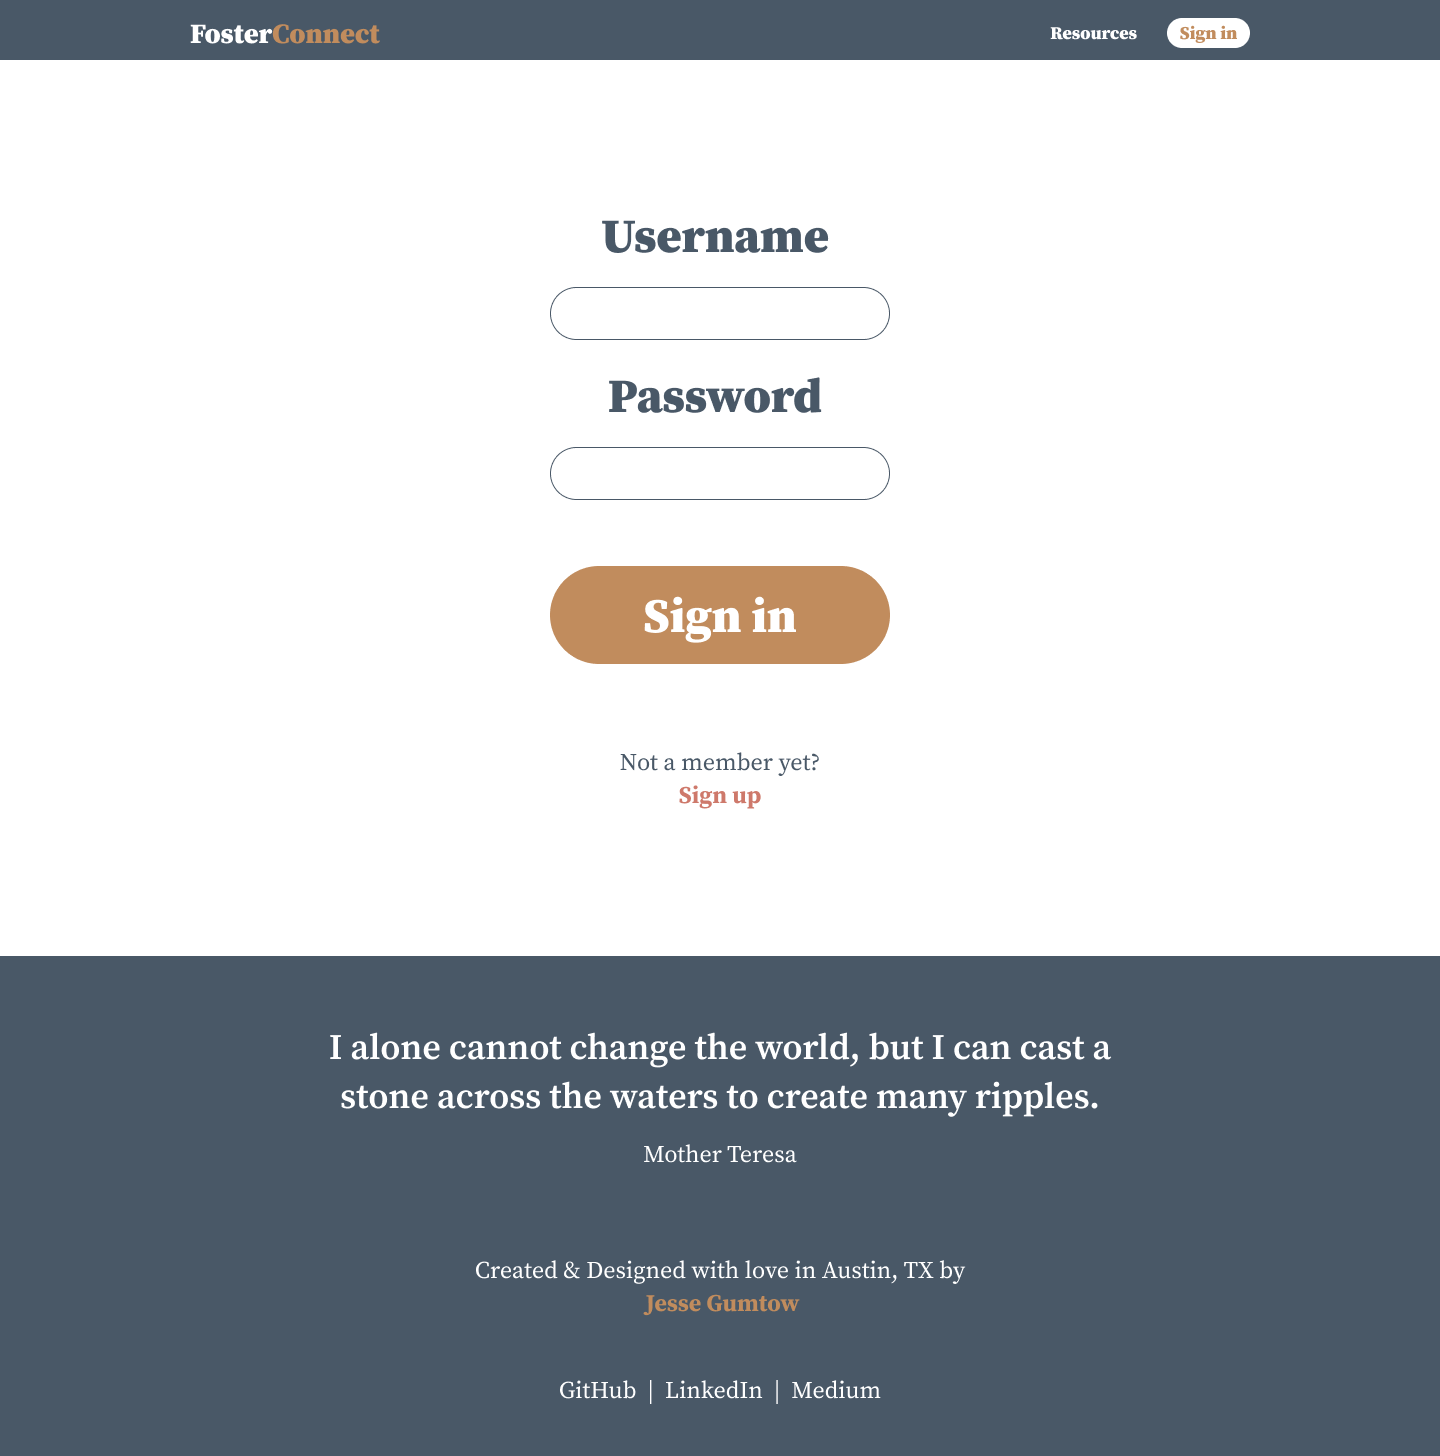 FosterConnect
Resources
Sign in
Username
Password
Sign in
Not a member yet?
Sign up
I alone cannot change the world, but I can cast a
stone across the waters to create many ripples.
Mother Teresa
Created & Designed with love in Austin, TX by
Jesse Gumtow
GitHub | LinkedIn | Medium